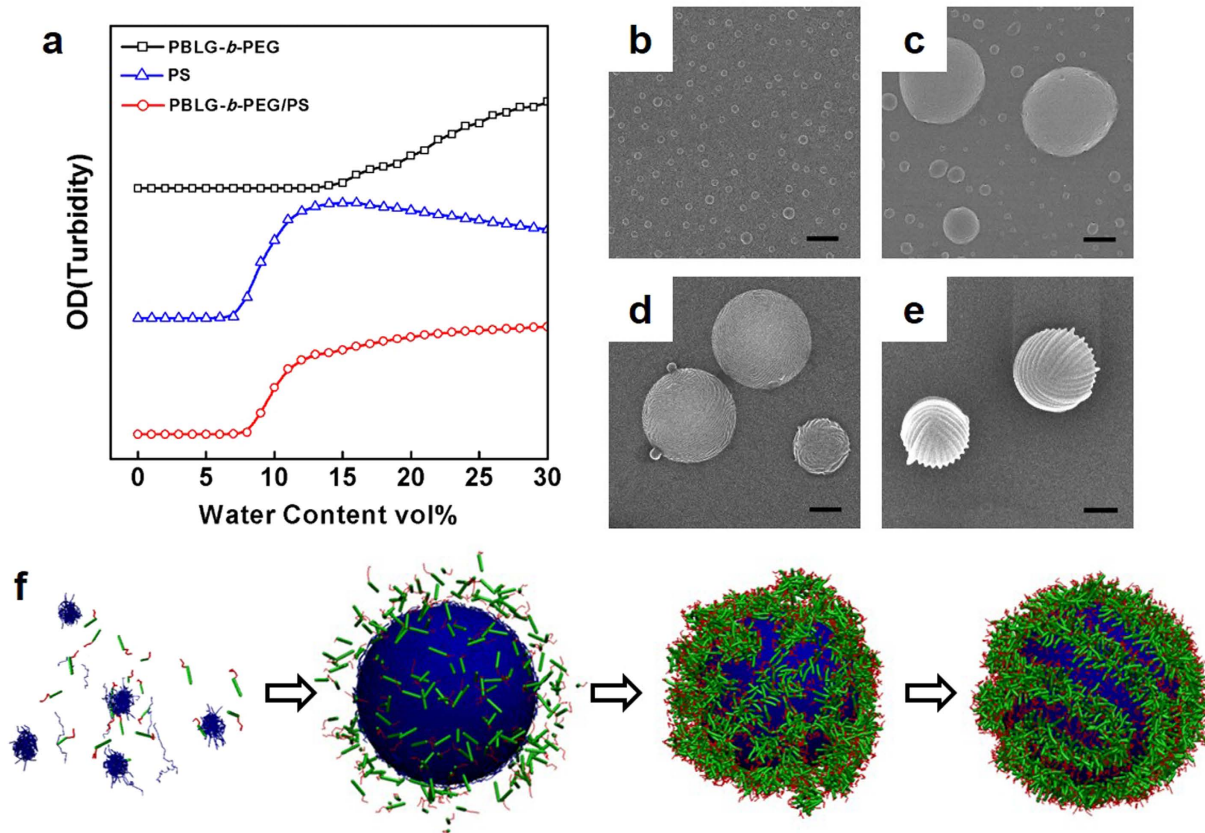 a
PBLG-b-PEG
PS
PBLG-b-PEG/PS
OD(Turbidity)
0 5 10 15 20 25 30
Water Content vol%
b
c
d
e
f